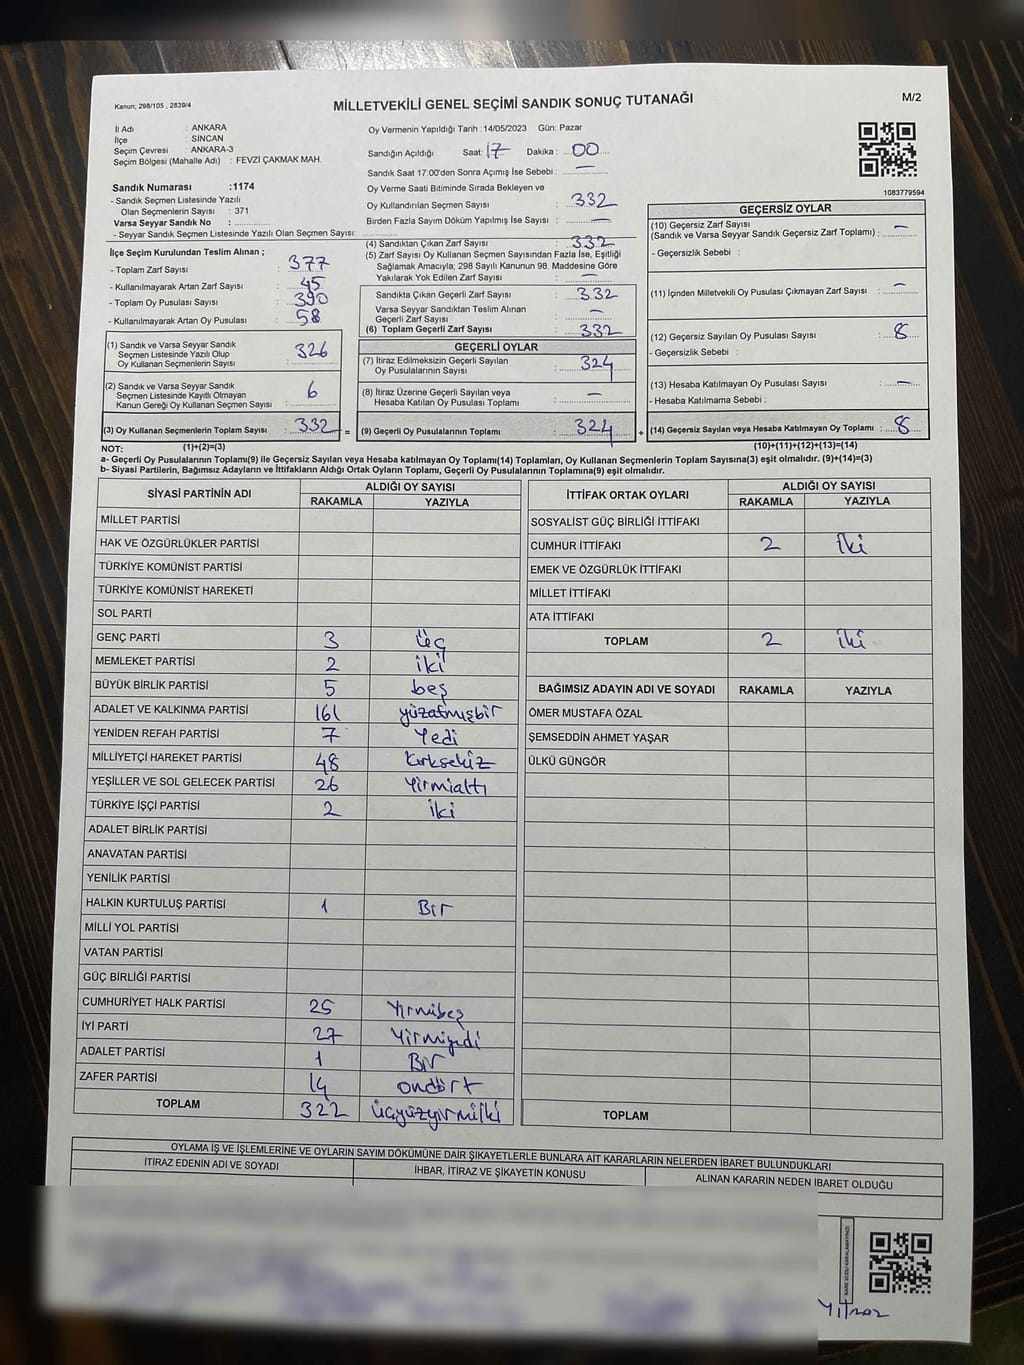 MİLLETVEKİLİ GENEL SEÇİMİ SANDIK SONUÇ TUTANAĞI
M/2
Kanun; 298/105 , 2839/4
İl Adı : ANKARA
İlçe : SİNCAN
Seçim Çevresi : ANKARA-3
Seçim Bölgesi (Mahalle Adı) : FEVZİ ÇAKMAK MAH.
Oy Vermenin Yapıldığı Tarih : 14/05/2023 Gün: Pazar
Sandığın Açıldığı Saat: 17 Dakika : 00
Sandık Saat 17.00'den Sonra Açımış İse Sebebi : —
Sandık Numarası :1174
- Sandık Seçmen Listesinde Yazılı
Olan Seçmenlerin Sayısı : 371
Varsa Seyyar Sandık No :
- Seyyar Sandık Seçmen Listesinde Yazılı Olan Seçmen Sayısı:
Oy Verme Saati Bitiminde Sırada Bekleyen ve
Oy Kullandırılan Seçmen Sayısı : 332
Birden Fazla Sayım Döküm Yapılmış İse Sayısı : —
1083779594
İlçe Seçim Kurulundan Teslim Alınan ;
- Toplam Zarf Sayısı : 377
- Kullanılmayarak Artan Zarf Sayısı : 45
- Toplam Oy Pusulası Sayısı : 390
- Kullanılmayarak Artan Oy Pusulası : 58
(1) Sandık ve Varsa Seyyar Sandık
Seçmen Listesinde Yazılı Olup
Oy Kullanan Seçmenlerin Sayısı : 326
(2) Sandık ve Varsa Seyyar Sandık
Seçmen Listesinde Kayıtlı Olmayan
Kanun Gereği Oy Kullanan Seçmen Sayısı : 6
(3) Oy Kullanan Seçmenlerin Toplam Sayısı : 332 =
(4) Sandıktan Çıkan Zarf Sayısı : 332
(5) Zarf Sayısı Oy Kullanan Seçmen Sayısından Fazla İse, Eşitliği
Sağlamak Amacıyla; 298 Sayılı Kanunun 98. Maddesine Göre
Yakılarak Yok Edilen Zarf Sayısı : —
Sandıkta Çıkan Geçerli Zarf Sayısı : 332
Varsa Seyyar Sandıktan Teslim Alınan
Geçerli Zarf Sayısı : —
(6) Toplam Geçerli Zarf Sayısı : 332
GEÇERLİ OYLAR
(7) İtiraz Edilmeksizin Geçerli Sayılan
Oy Pusulalarının Sayısı : 324
(8) İtiraz Üzerine Geçerli Sayılan veya
Hesaba Katılan Oy Pusulası Toplamı : —
(9) Geçerli Oy Pusulalarının Toplamı : 324 +
GEÇERSİZ OYLAR
(10) Geçersiz Zarf Sayısı
(Sandık ve Varsa Seyyar Sandık Geçersiz Zarf Toplamı) : —
- Geçersizlik Sebebi :
(11) İçinden Milletvekili Oy Pusulası Çıkmayan Zarf Sayısı : —
(12) Geçersiz Sayılan Oy Pusulası Sayısı : 8
- Geçersizlik Sebebi :
(13) Hesaba Katılmayan Oy Pusulası Sayısı : —
- Hesaba Katılmama Sebebi :
(14) Geçersiz Sayılan veya Hesaba Katılmayan Oy Toplamı : 8
NOT: (1)+(2)=(3) (10)+(11)+(12)+(13)=(14)
a- Geçerli Oy Pusulalarının Toplamı(9) ile Geçersiz Sayılan veya Hesaba katılmayan Oy Toplamı(14) Toplamları, Oy Kullanan Seçmenlerin Toplam Sayısına(3) eşit olmalıdır. (9)+(14)=(3)
b- Siyasi Partilerin, Bağımsız Adayların ve İttifakların Aldığı Ortak Oyların Toplamı, Geçerli Oy Pusulalarının Toplamına(9) eşit olmalıdır.
SİYASİ PARTİNİN ADI ALDIĞI OY SAYISI
RAKAMLA YAZIYLA
MİLLET PARTİSİ
HAK VE ÖZGÜRLÜKLER PARTİSİ
TÜRKİYE KOMÜNİST PARTİSİ
TÜRKİYE KOMÜNİST HAREKETİ
SOL PARTİ
GENÇ PARTİ 3 üç
MEMLEKET PARTİSİ 2 iki
BÜYÜK BİRLİK PARTİSİ 5 beş
ADALET VE KALKINMA PARTİSİ 161 yüzatmışbir
YENİDEN REFAH PARTİSİ 7 Yedi
MİLLİYETÇİ HAREKET PARTİSİ 48 kırksekiz
YEŞİLLER VE SOL GELECEK PARTİSİ 26 Yirmialtı
TÜRKİYE İŞÇİ PARTİSİ 2 iki
ADALET BİRLİK PARTİSİ
ANAVATAN PARTİSİ
YENİLİK PARTİSİ
HALKIN KURTULUŞ PARTİSİ 1 Bir
MİLLİ YOL PARTİSİ
VATAN PARTİSİ
GÜÇ BİRLİĞİ PARTİSİ
CUMHURİYET HALK PARTİSİ 25 Yirmibeş
İYİ PARTİ 27 Yirmiyedi
ADALET PARTİSİ 1 Bir
ZAFER PARTİSİ 14 ondört
TOPLAM 322 üçyüzyirmiiki
İTTİFAK ORTAK OYLARI ALDIĞI OY SAYISI
RAKAMLA YAZIYLA
SOSYALİST GÜÇ BİRLİĞİ İTTİFAKI
CUMHUR İTTİFAKI 2 iki
EMEK VE ÖZGÜRLÜK İTTİFAKI
MİLLET İTTİFAKI
ATA İTTİFAKI
TOPLAM 2 iki
BAĞIMSIZ ADAYIN ADI VE SOYADI RAKAMLA YAZIYLA
ÖMER MUSTAFA ÖZAL
ŞEMSEDDİN AHMET YAŞAR
ÜLKÜ GÜNGÖR
TOPLAM
OYLAMA İŞ VE İŞLEMLERİNE VE OYLARIN SAYIM DÖKÜMÜNE DAİR ŞİKAYETLERLE BUNLARA AİT KARARLARIN NELERDEN İBARET BULUNDUKLARI
İTİRAZ EDENİN ADI VE SOYADI İHBAR, İTİRAZ VE ŞİKAYETİN KONUSU ALINAN KARARIN NEDEN İBARET OLDUĞU